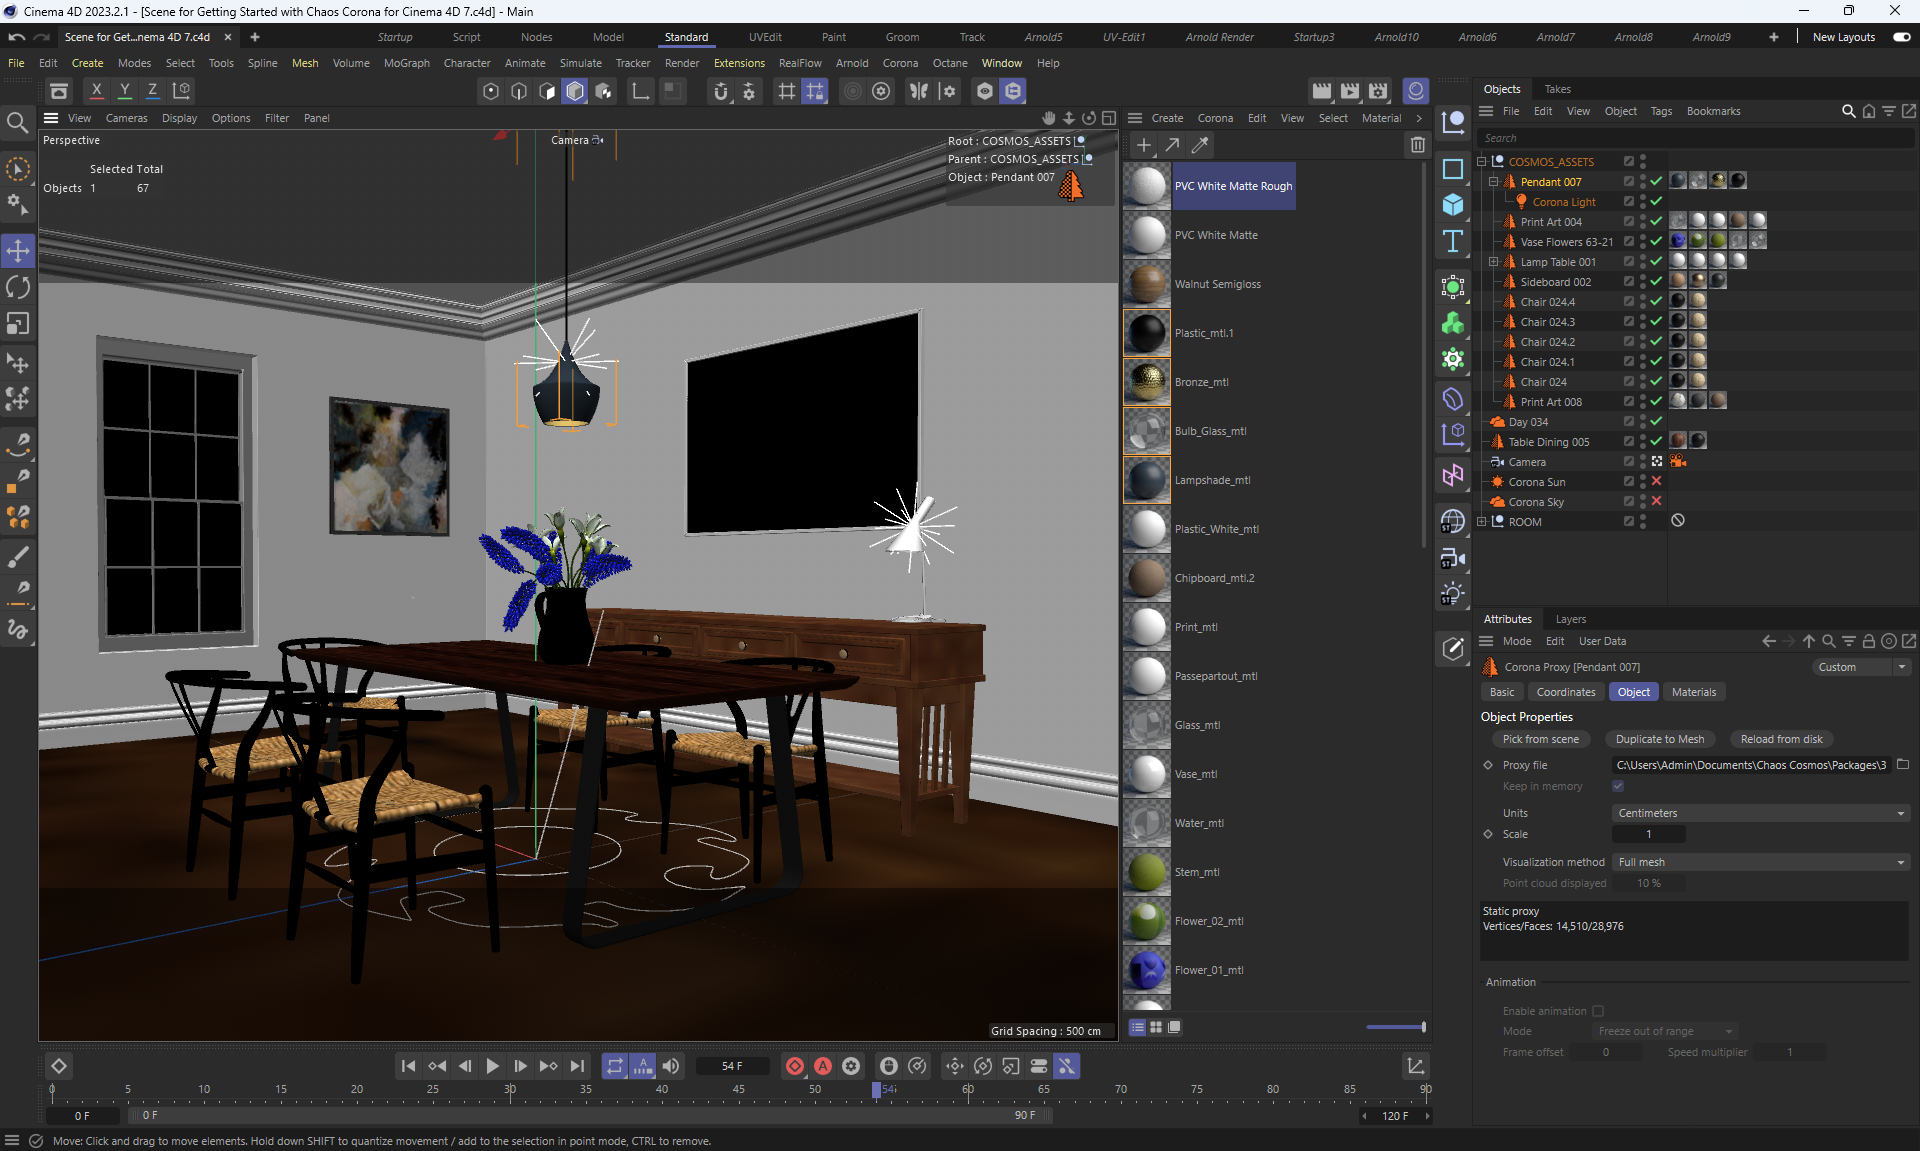 Cinema 4D 2023.2.1 - [Scene for Getting Started with Chaos Corona for Cinema 4D 7.c4d] - Main
Scene for Get...nema 4D 7.c4d
Startup Script Nodes Model Standard UVEdit Paint Groom Track Arnold5 UV-Edit1 Arnold Render Startup3 Arnold10 Arnold6 Arnold7 Arnold8 Arnold9 New Layouts
File Edit Create Modes Select Tools Spline Mesh Volume MoGraph Character Animate Simulate Tracker Render Extensions RealFlow Arnold Corona Octane Window Help
X Y Z
View Cameras Display Options Filter Panel
Perspective
Camera
Selected Total
Objects 1 67
Root : COSMOS_ASSETS
Parent : COSMOS_ASSETS
Object : Pendant 007
Grid Spacing : 500 cm
Create Corona Edit View Select Material
PVC White Matte Rough
PVC White Matte
Walnut Semigloss
Plastic_mtl.1
Bronze_mtl
Bulb_Glass_mtl
Lampshade_mtl
Plastic_White_mtl
Chipboard_mtl.2
Print_mtl
Passepartout_mtl
Glass_mtl
Vase_mtl
Water_mtl
Stem_mtl
Flower_02_mtl
Flower_01_mtl
ST
ST
ST
Objects Takes
File Edit View Object Tags Bookmarks
Search
COSMOS_ASSETS
Pendant 007
Corona Light
Print Art 004
Vase Flowers 63-21
Lamp Table 001
Sideboard 002
Chair 024.4
Chair 024.3
Chair 024.2
Chair 024.1
Chair 024
Print Art 008
Day 034
Table Dining 005
Camera
Corona Sun
Corona Sky
ROOM
Attributes Layers
Mode Edit User Data
Corona Proxy [Pendant 007]
Custom
Basic Coordinates Object Materials
Object Properties
Pick from scene Duplicate to Mesh Reload from disk
Proxy file C:\Users\Admin\Documents\Chaos Cosmos\Packages\3
Keep in memory
Units Centimeters
Scale 1
Visualization method Full mesh
Point cloud displayed 10 %
Static proxy
Vertices/Faces: 14,510/28,976
Animation
Enable animation
Mode Freeze out of range
Frame offset 0 Speed multiplier 1
A
54 F
A
0 5 10 15 20 25 30 35 40 45 50 54 60 65 70 75 80 85 90
0 F 0 F 90 F 120 F
Move: Click and drag to move elements. Hold down SHIFT to quantize movement / add to the selection in point mode, CTRL to remove.